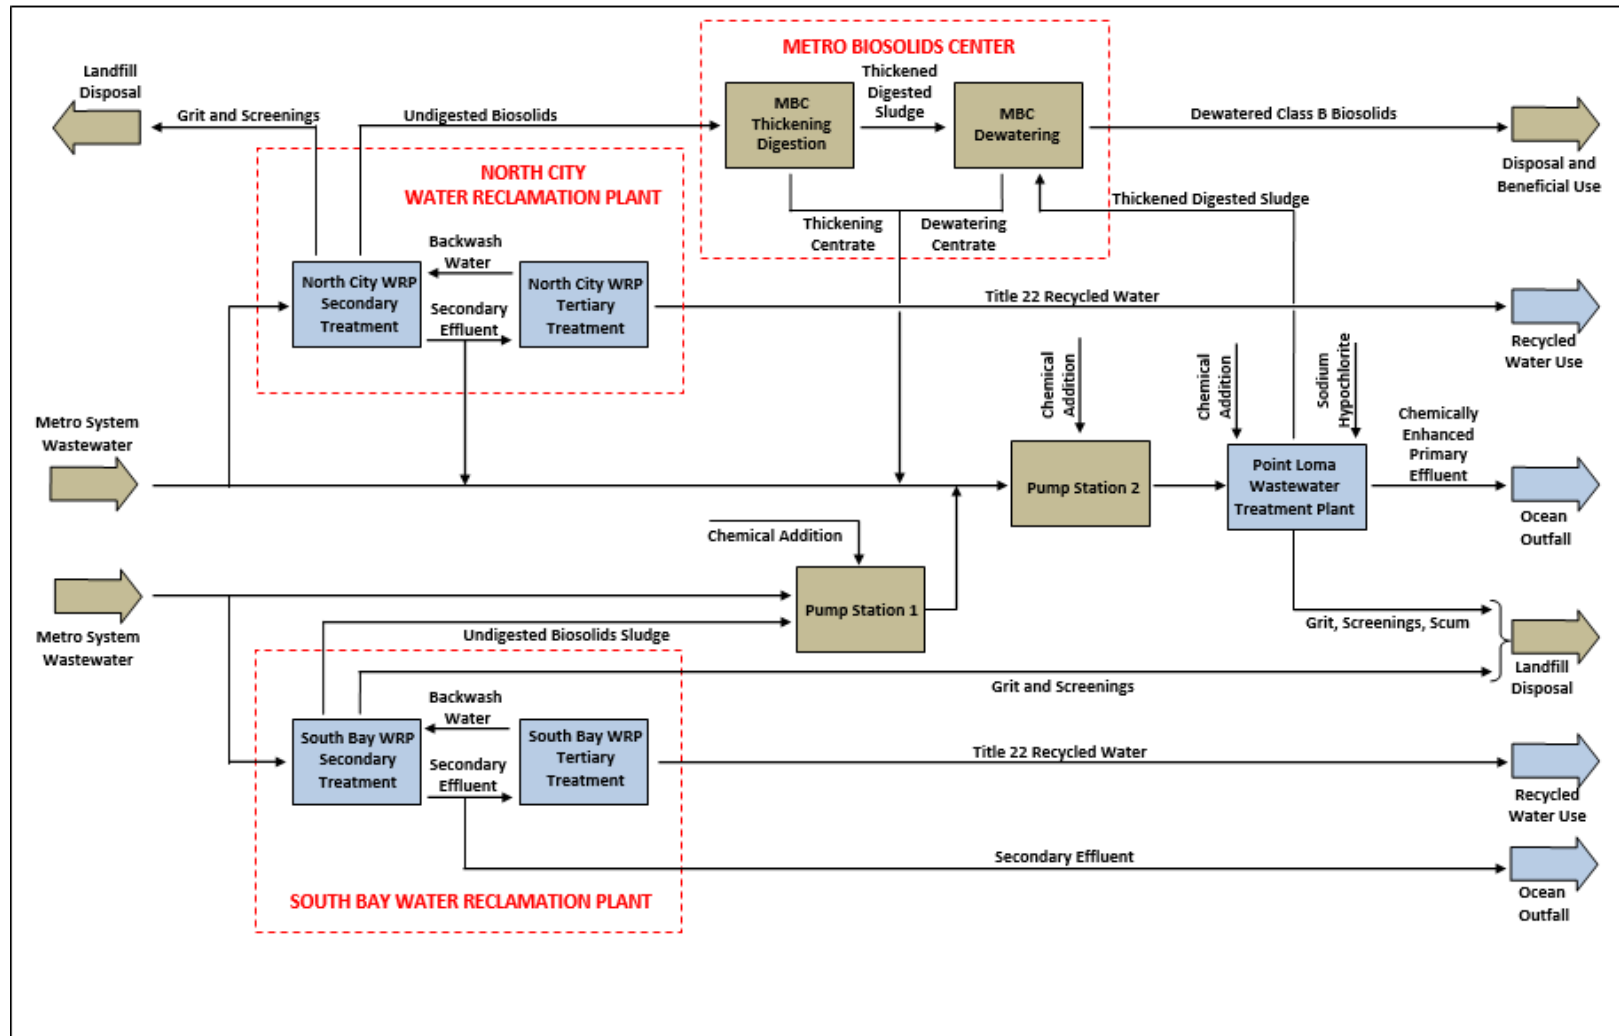 METRO BIOSOLIDS CENTER
Landfill
Disposal
Grit and Screenings
Undigested Biosolids
MBC
Thickening
Digestion
Thickened
Digested
Sludge
MBC
Dewatering
Dewatered Class B Biosolids
Disposal and
Beneficial Use
NORTH CITY
WATER RECLAMATION PLANT
Thickening
Centrate
Dewatering
Centrate
Thickened Digested Sludge
Backwash
Water
North City WRP
Secondary
Treatment
Secondary
Effluent
North City WRP
Tertiary
Treatment
Title 22 Recycled Water
Recycled
Water Use
Chemical
Addition
Chemical
Addition
Sodium
Hypochlorite
Metro System
Wastewater
Pump Station 2
Point Loma
Wastewater
Treatment Plant
Chemically
Enhanced
Primary
Effluent
Ocean
Outfall
Chemical Addition
Pump Station 1
Metro System
Wastewater
Undigested Biosolids Sludge
Grit, Screenings, Scum
Grit and Screenings
Landfill
Disposal
Backwash
Water
South Bay WRP
Secondary
Treatment
Secondary
Effluent
South Bay WRP
Tertiary
Treatment
Title 22 Recycled Water
Recycled
Water Use
Secondary Effluent
Ocean
Outfall
SOUTH BAY WATER RECLAMATION PLANT